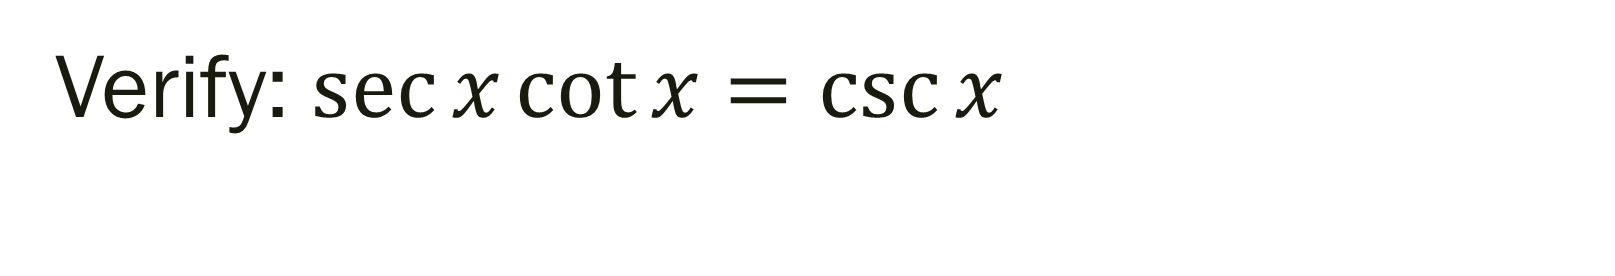 Verify: sec x cot x = csc x